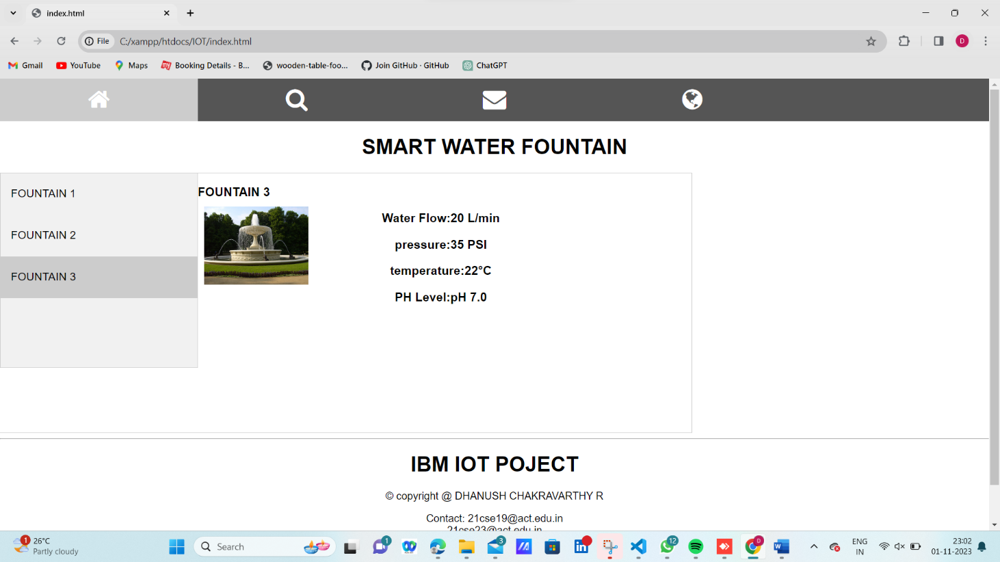 index.html
File C:/xampp/htdocs/IOT/index.html
D
Gmail YouTube Maps Booking Details - B... wooden-table-foo... Join GitHub · GitHub ChatGPT
SMART WATER FOUNTAIN
FOUNTAIN 1
FOUNTAIN 2
FOUNTAIN 3
FOUNTAIN 3
Water Flow:20 L/min
pressure:35 PSI
temperature:22°C
PH Level:pH 7.0
IBM IOT POJECT
© copyright @ DHANUSH CHAKRAVARTHY R
Contact: 21cse19@act.edu.in
21cse23@act.edu.in
1
26°C
Partly cloudy
Search
1
3
12
D
ENG
IN
23:02
01-11-2023